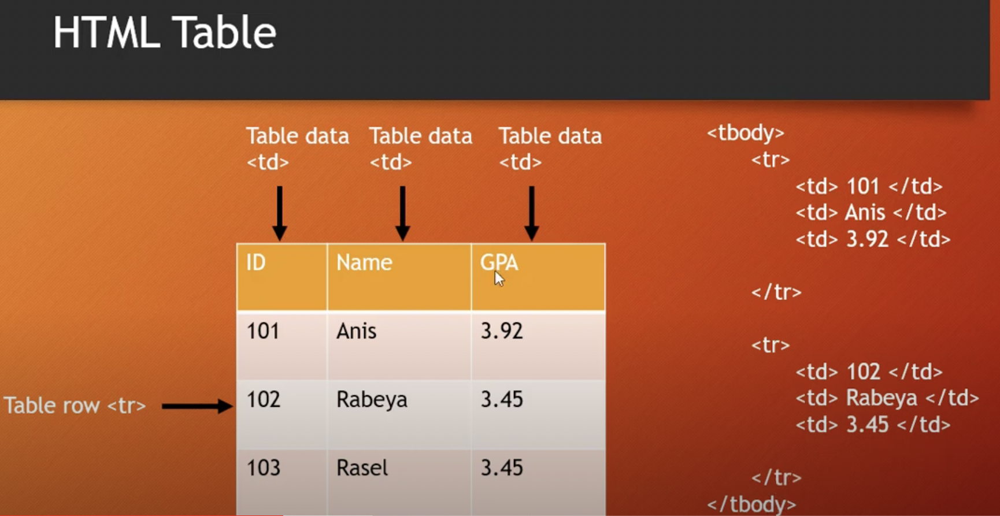 HTML Table
Table data Table data Table data
<td> <td> <td>
ID Name GPA
101 Anis 3.92
102 Rabeya 3.45
103 Rasel 3.45
Table row <tr>
<tbody>
<tr>
<td> 101 </td>
<td> Anis </td>
<td> 3.92 </td>
</tr>
<tr>
<td> 102 </td>
<td> Rabeya </td>
<td> 3.45 </td>
</tr>
</tbody>